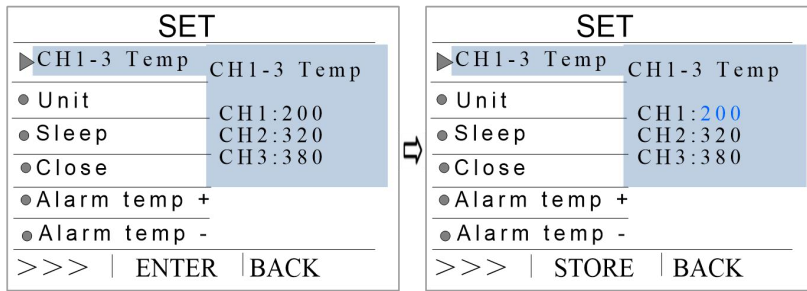 SET
CH1-3 Temp
CH1-3 Temp
CH1:200
CH2:320
CH3:380
Unit
Sleep
Close
Alarm temp +
Alarm temp -
>>> | ENTER | BACK
SET
CH1-3 Temp
CH1-3 Temp
CH1:200
CH2:320
CH3:380
Unit
Sleep
Close
Alarm temp +
Alarm temp -
>>> | STORE | BACK